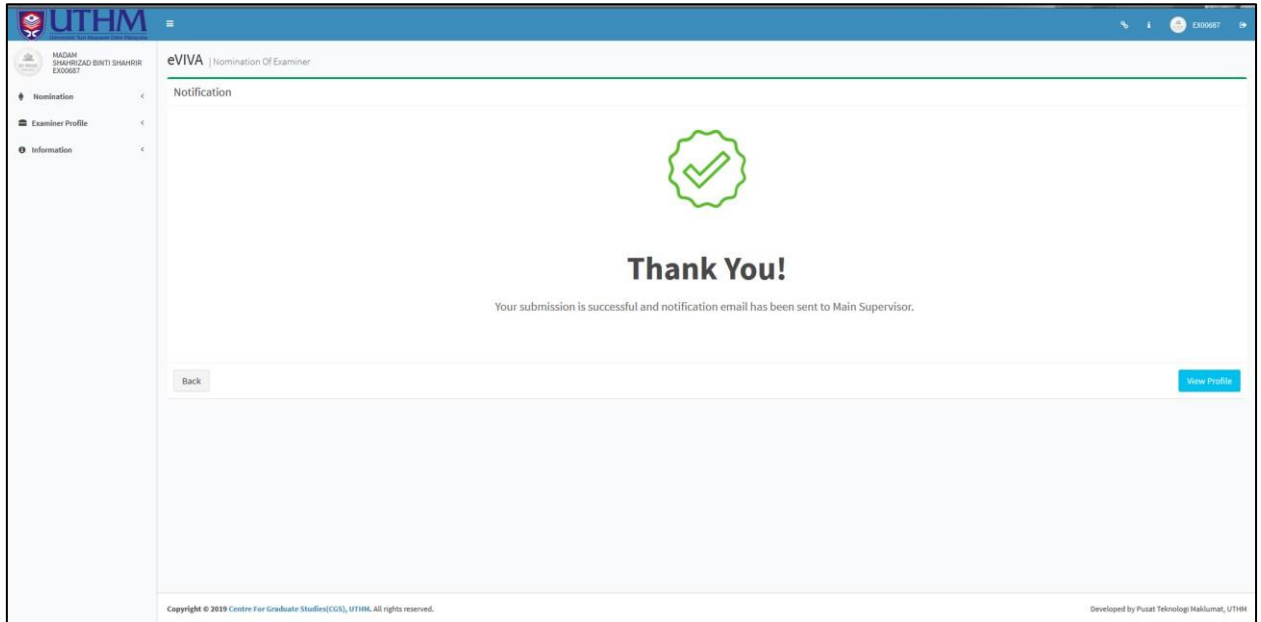 UTHM
EX00687
MADAM
SHAHRIZAD BINTI SHAHRIR
EX00687
eVIVA | Nomination Of Examiner
Nomination
Notification
Examiner Profile
Information
Thank You!
Your submission is successful and notification email has been sent to Main Supervisor.
Back
View Profile
Copyright © 2019 Centre For Graduate Studies(CGS), UTHM. All rights reserved.
Developed by Pusat Teknologi Maklumat, UTHM